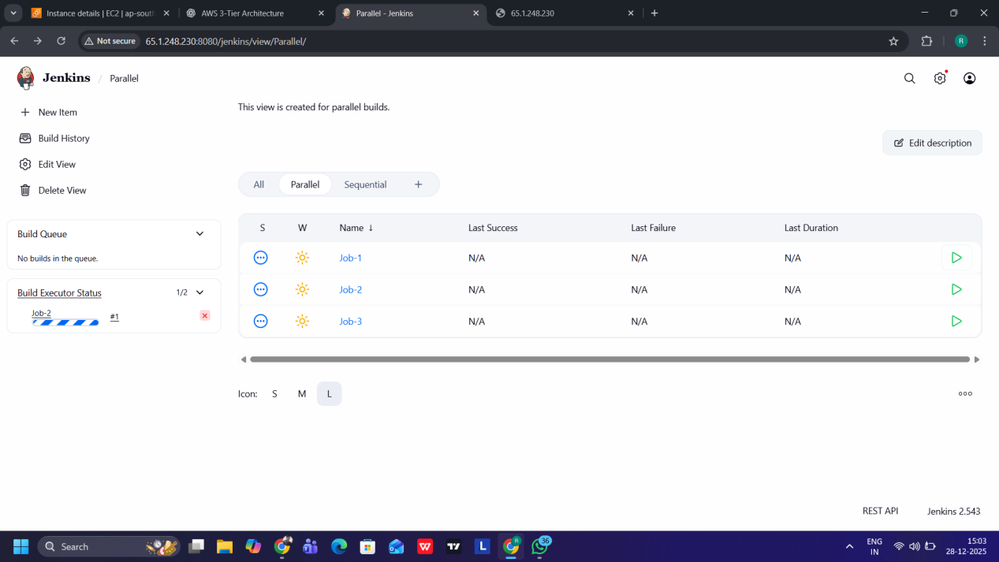 Instance details | EC2 | ap-sout
AWS 3-Tier Architecture
Parallel - Jenkins
65.1.248.230
Not secure
65.1.248.230:8080/jenkins/view/Parallel/
R
Jenkins / Parallel
New Item
Build History
Edit View
Delete View
Build Queue
No builds in the queue.
Build Executor Status 1/2
Job-2 #1
This view is created for parallel builds.
Edit description
All Parallel Sequential +
S W Name ↓ Last Success Last Failure Last Duration
Job-1 N/A N/A N/A
Job-2 N/A N/A N/A
Job-3 N/A N/A N/A
Icon: S M L
REST API Jenkins 2.543
Search
L
R
36
ENG
IN
15:03
28-12-2025